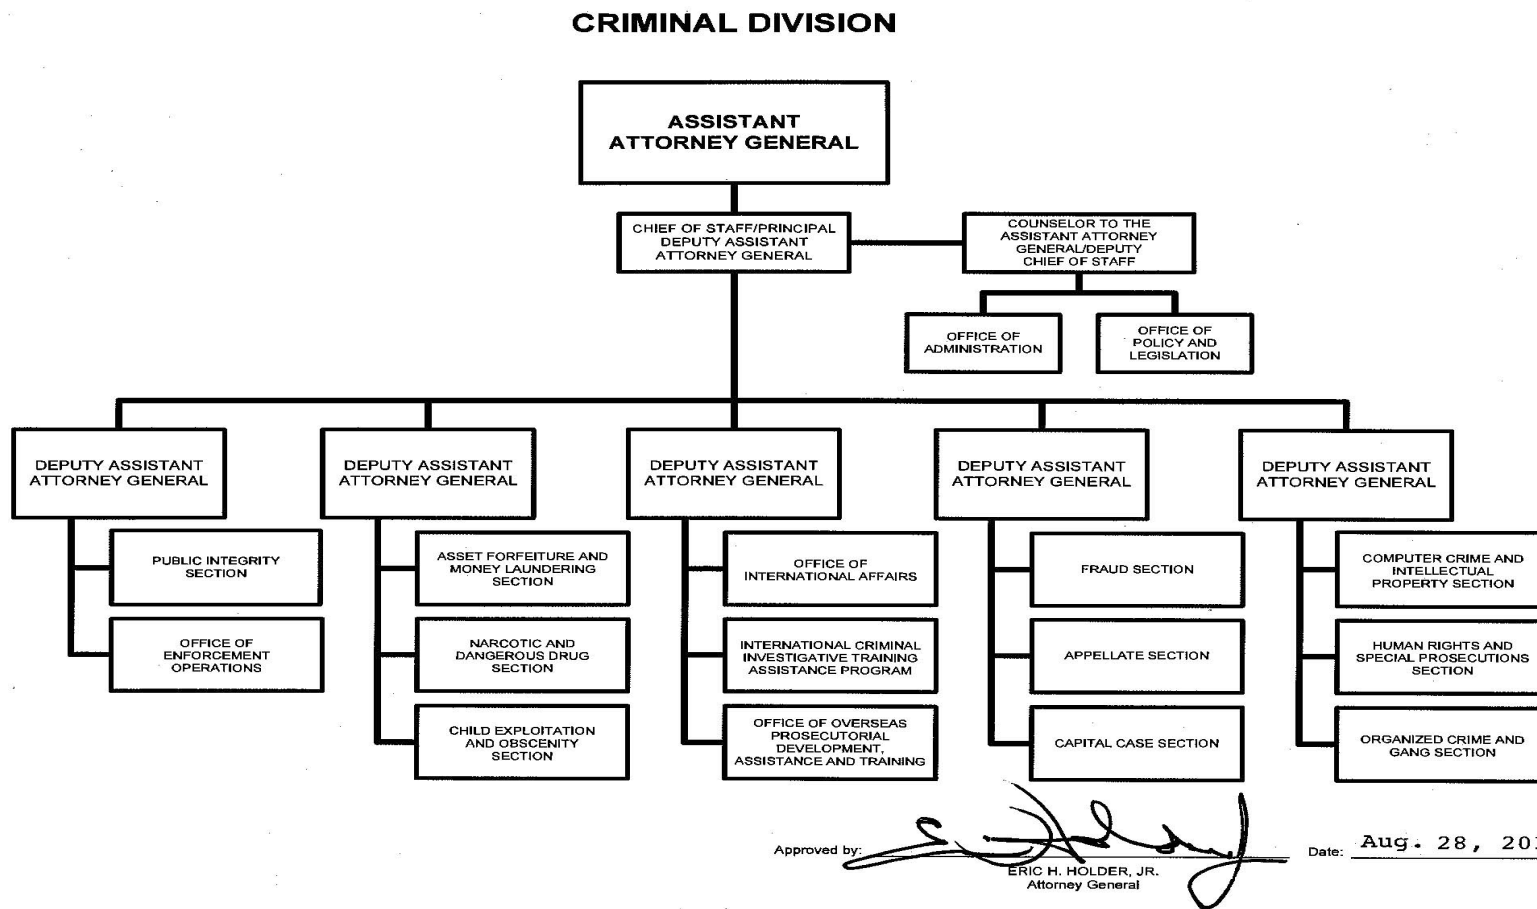 CRIMINAL DIVISION
ASSISTANT
ATTORNEY GENERAL
CHIEF OF STAFF/PRINCIPAL
DEPUTY ASSISTANT
ATTORNEY GENERAL
COUNSELOR TO THE
ASSISTANT ATTORNEY
GENERAL/DEPUTY
CHIEF OF STAFF
OFFICE OF
ADMINISTRATION
OFFICE OF
POLICY AND
LEGISLATION
DEPUTY ASSISTANT
ATTORNEY GENERAL
PUBLIC INTEGRITY
SECTION
OFFICE OF
ENFORCEMENT
OPERATIONS
DEPUTY ASSISTANT
ATTORNEY GENERAL
ASSET FORFEITURE AND
MONEY LAUNDERING
SECTION
NARCOTIC AND
DANGEROUS DRUG
SECTION
CHILD EXPLOITATION
AND OBSCENITY
SECTION
DEPUTY ASSISTANT
ATTORNEY GENERAL
OFFICE OF
INTERNATIONAL AFFAIRS
INTERNATIONAL CRIMINAL
INVESTIGATIVE TRAINING
ASSISTANCE PROGRAM
OFFICE OF OVERSEAS
PROSECUTORIAL
DEVELOPMENT,
ASSISTANCE AND TRAINING
DEPUTY ASSISTANT
ATTORNEY GENERAL
FRAUD SECTION
APPELLATE SECTION
CAPITAL CASE SECTION
DEPUTY ASSISTANT
ATTORNEY GENERAL
COMPUTER CRIME AND
INTELLECTUAL
PROPERTY SECTION
HUMAN RIGHTS AND
SPECIAL PROSECUTIONS
SECTION
ORGANIZED CRIME AND
GANG SECTION
Approved by:
ERIC H. HOLDER, JR.
Attorney General
Date: Aug. 28,